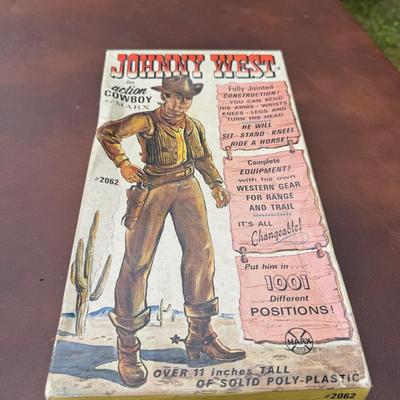 JOHNNY WEST
the
action
COWBOY
by MARX
#2062
Fully Jointed
CONSTRUCTION!
YOU CAN BEND
HIS ARMS - WRISTS
KNEES - LEGS AND
TURN HIS HEAD
HE WILL
SIT - STAND - KNEEL
RIDE A HORSE!
Complete
EQUIPMENT!
with his own
WESTERN GEAR
FOR RANGE
AND TRAIL
IT'S ALL
Changeable!
Put him in....
1001
Different
POSITIONS!
MARX
TOYS
OVER 11 inches TALL
OF SOLID POLY-PLASTIC
#2062